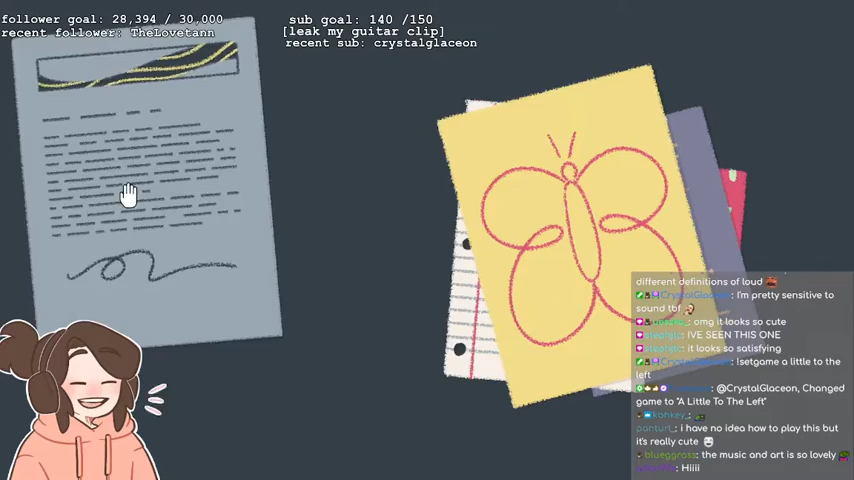 follower goal: 28,394 / 30,000
recent follower: TheLovetann
sub goal: 140 /150
[leak my guitar clip]
recent sub: crystalglaceon
different definitions of loud
CrystalGlaceon: I'm pretty sensitive to
sound tbf
: omg it looks so cute
: IVE SEEN THIS ONE
: it looks so satisfying
CrystalGlaceon: !setgame a little to the
left
: @CrystalGlaceon, Changed
game to "A Little To The Left"
konkey_:
panturl_: i have no idea how to play this but
it's really cute
blueggrass: the music and art is so lovely
: Hiiii